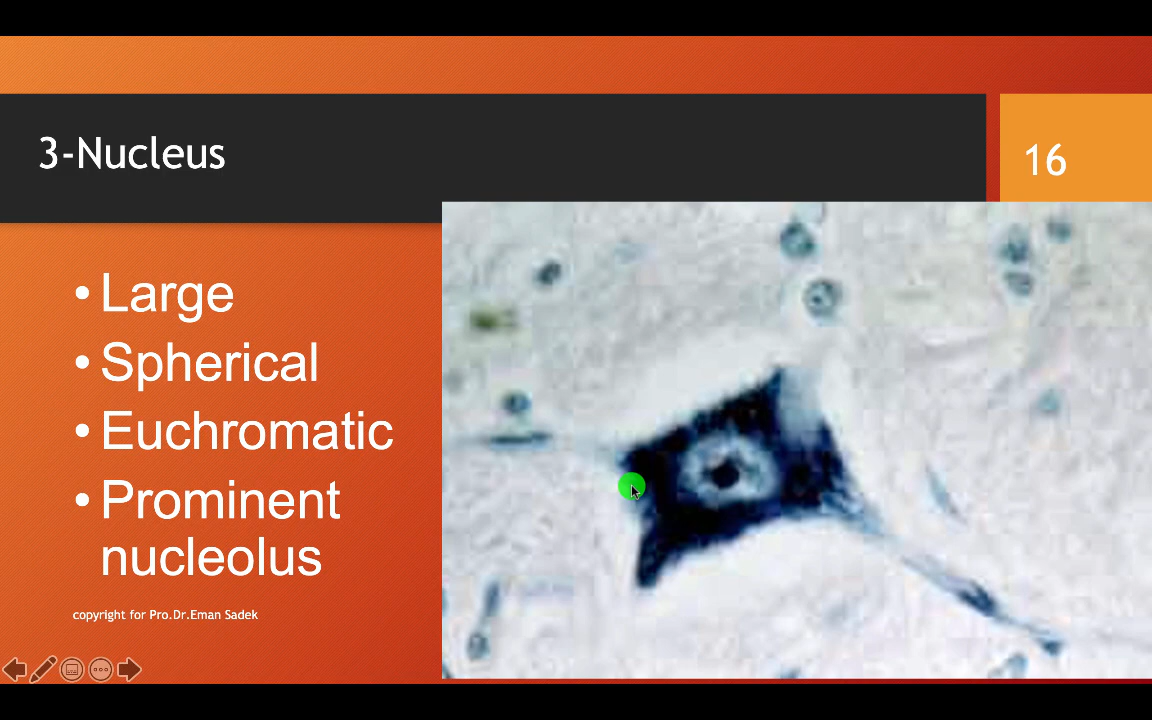 3-Nucleus
16
• Large
• Spherical
• Euchromatic
• Prominent
nucleolus
copyright for Pro.Dr.Eman Sadek